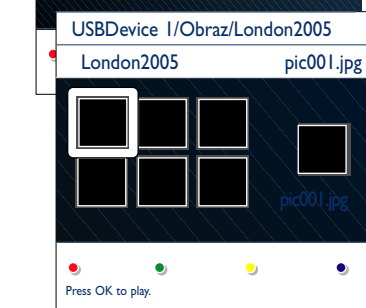 USBDevice 1/Obraz/London2005
London2005 pic001.jpg
pic001.jpg
Press OK to play.